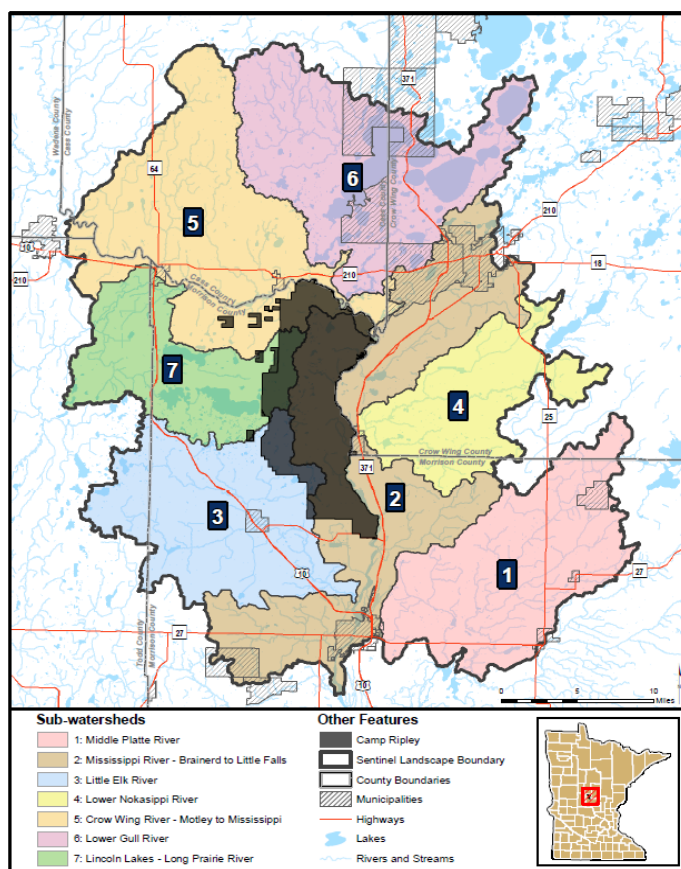 371
Wadena County
Cass County
64
6
Cass County
Crow Wing County
5
210
10
18
210
210
Cass County
Morrison County
7
4
25
Crow Wing County
Morrison County
371
2
3
1
10
27
Todd County
Morrison County
27
10
0 5 10
Miles
Sub-watersheds
1: Middle Platte River
2: Mississippi River - Brainerd to Little Falls
3: Little Elk River
4: Lower Nokasippi River
5: Crow Wing River - Motley to Mississippi
6: Lower Gull River
7: Lincoln Lakes - Long Prairie River
Other Features
Camp Ripley
Sentinel Landscape Boundary
County Boundaries
Municipalities
Highways
Lakes
Rivers and Streams